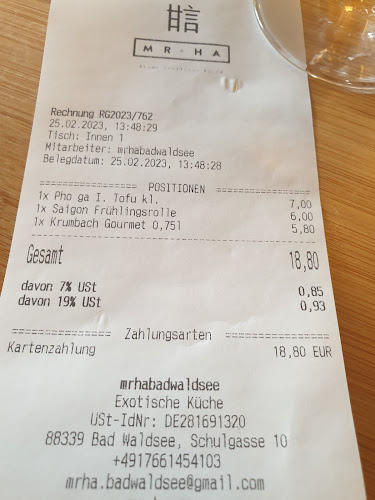 MR·HA
Rechnung RG2023/762
25.02.2023, 13:48:29
Tisch: Innen 1
Mitarbeiter: mrhabadwaldsee
Belegdatum: 25.02.2023, 13:48:28
POSITIONEN
1x Pho ga I. Tofu kl. 7,00
1x Saigon Frühlingsrolle 6,00
1x Krumbach Gourmet 0,75l 5,80
Gesamt 18,80
davon 7% USt 0,85
davon 19% USt 0,93
Zahlungsarten
Kartenzahlung 18,80 EUR
mrhabadwaldsee
Exotische Küche
USt-IdNr: DE281691320
88339 Bad Waldsee, Schulgasse 10
+4917661454103
mrha.badwaldsee@gmail.com